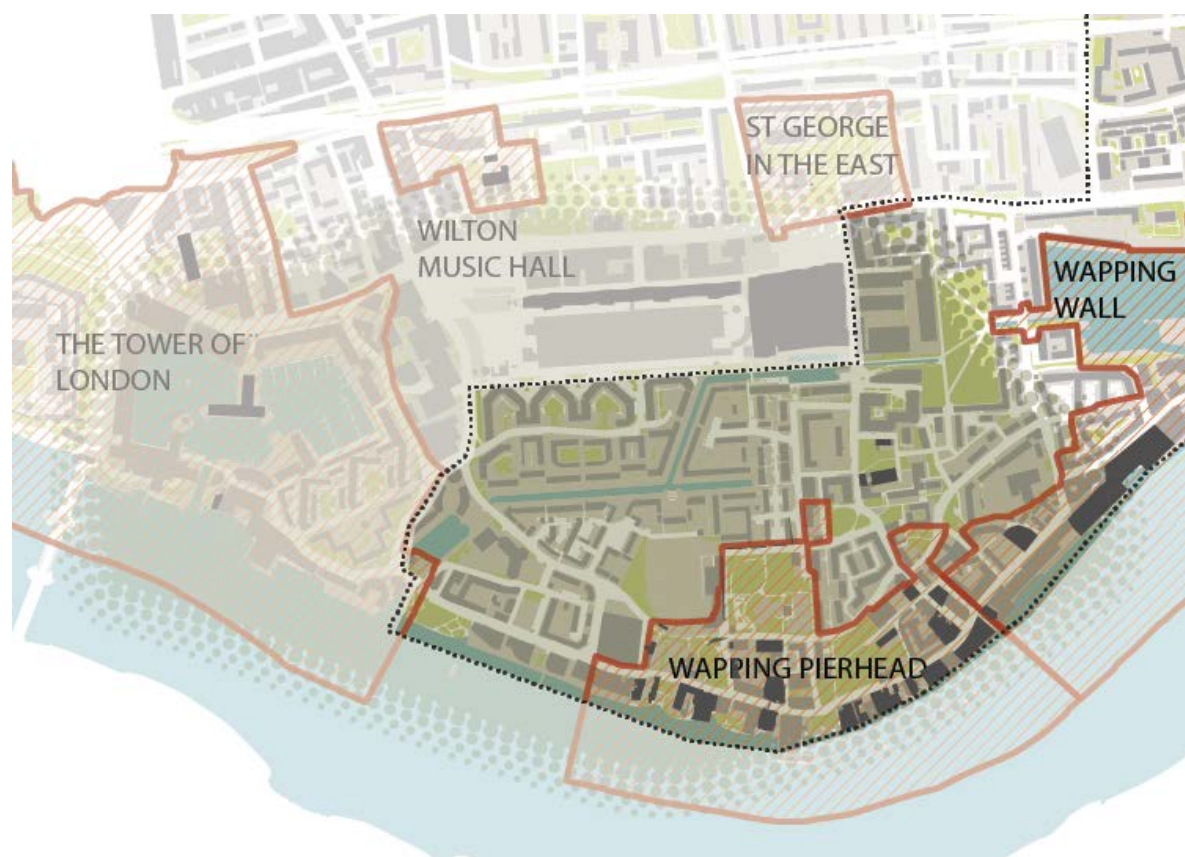 ST GEORGE
IN THE EAST
WILTON
MUSIC HALL
WAPPING
WALL
THE TOWER OF
LONDON
WAPPING PIERHEAD